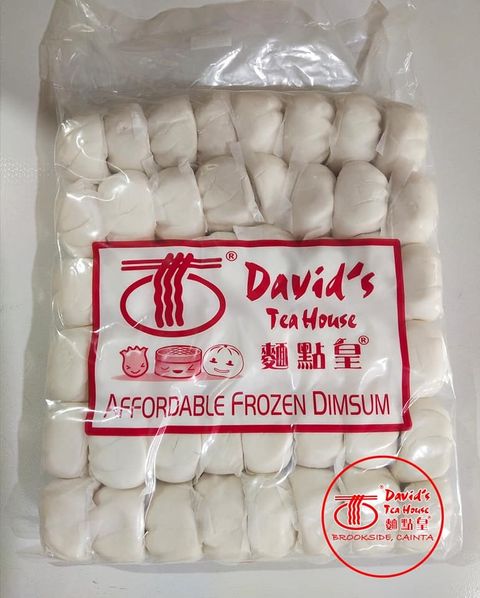 ®
David's
Tea House
麵點皇®
AFFORDABLE FROZEN DIMSUM
David's
Tea House
麵點皇
BROOKSIDE, CAINTA